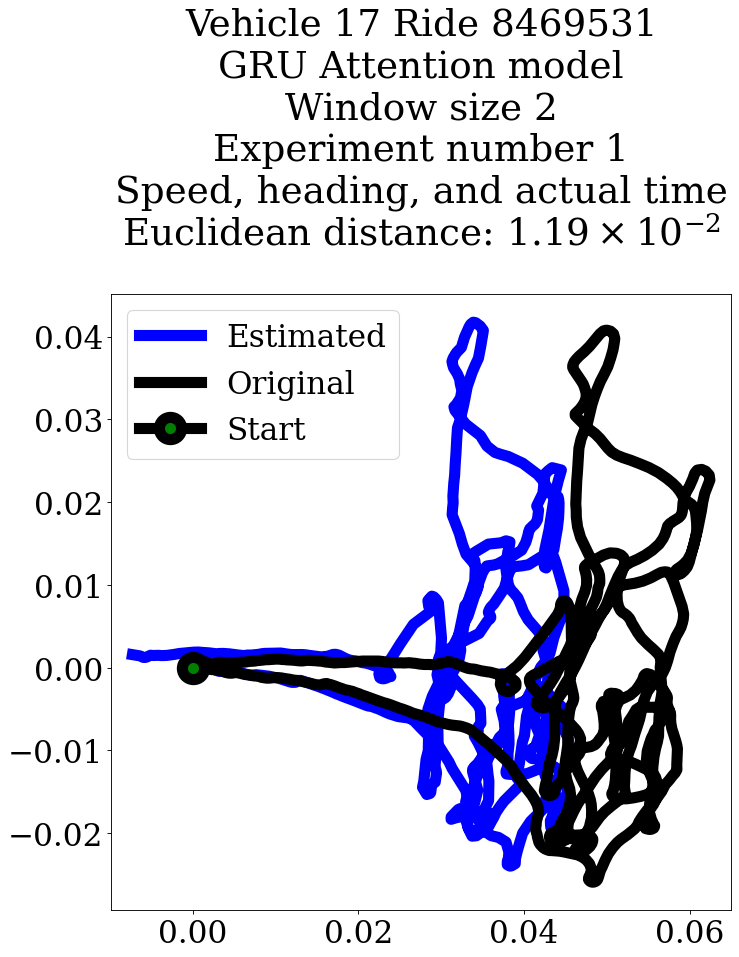 Vehicle 17 Ride 8469531
GRU Attention model
Window size 2
Experiment number 1
Speed, heading, and actual time
Euclidean distance: 1.19 × 10⁻²
Estimated
Original
Start
0.04
0.03
0.02
0.01
0.00
−0.01
−0.02
0.00 0.02 0.04 0.06